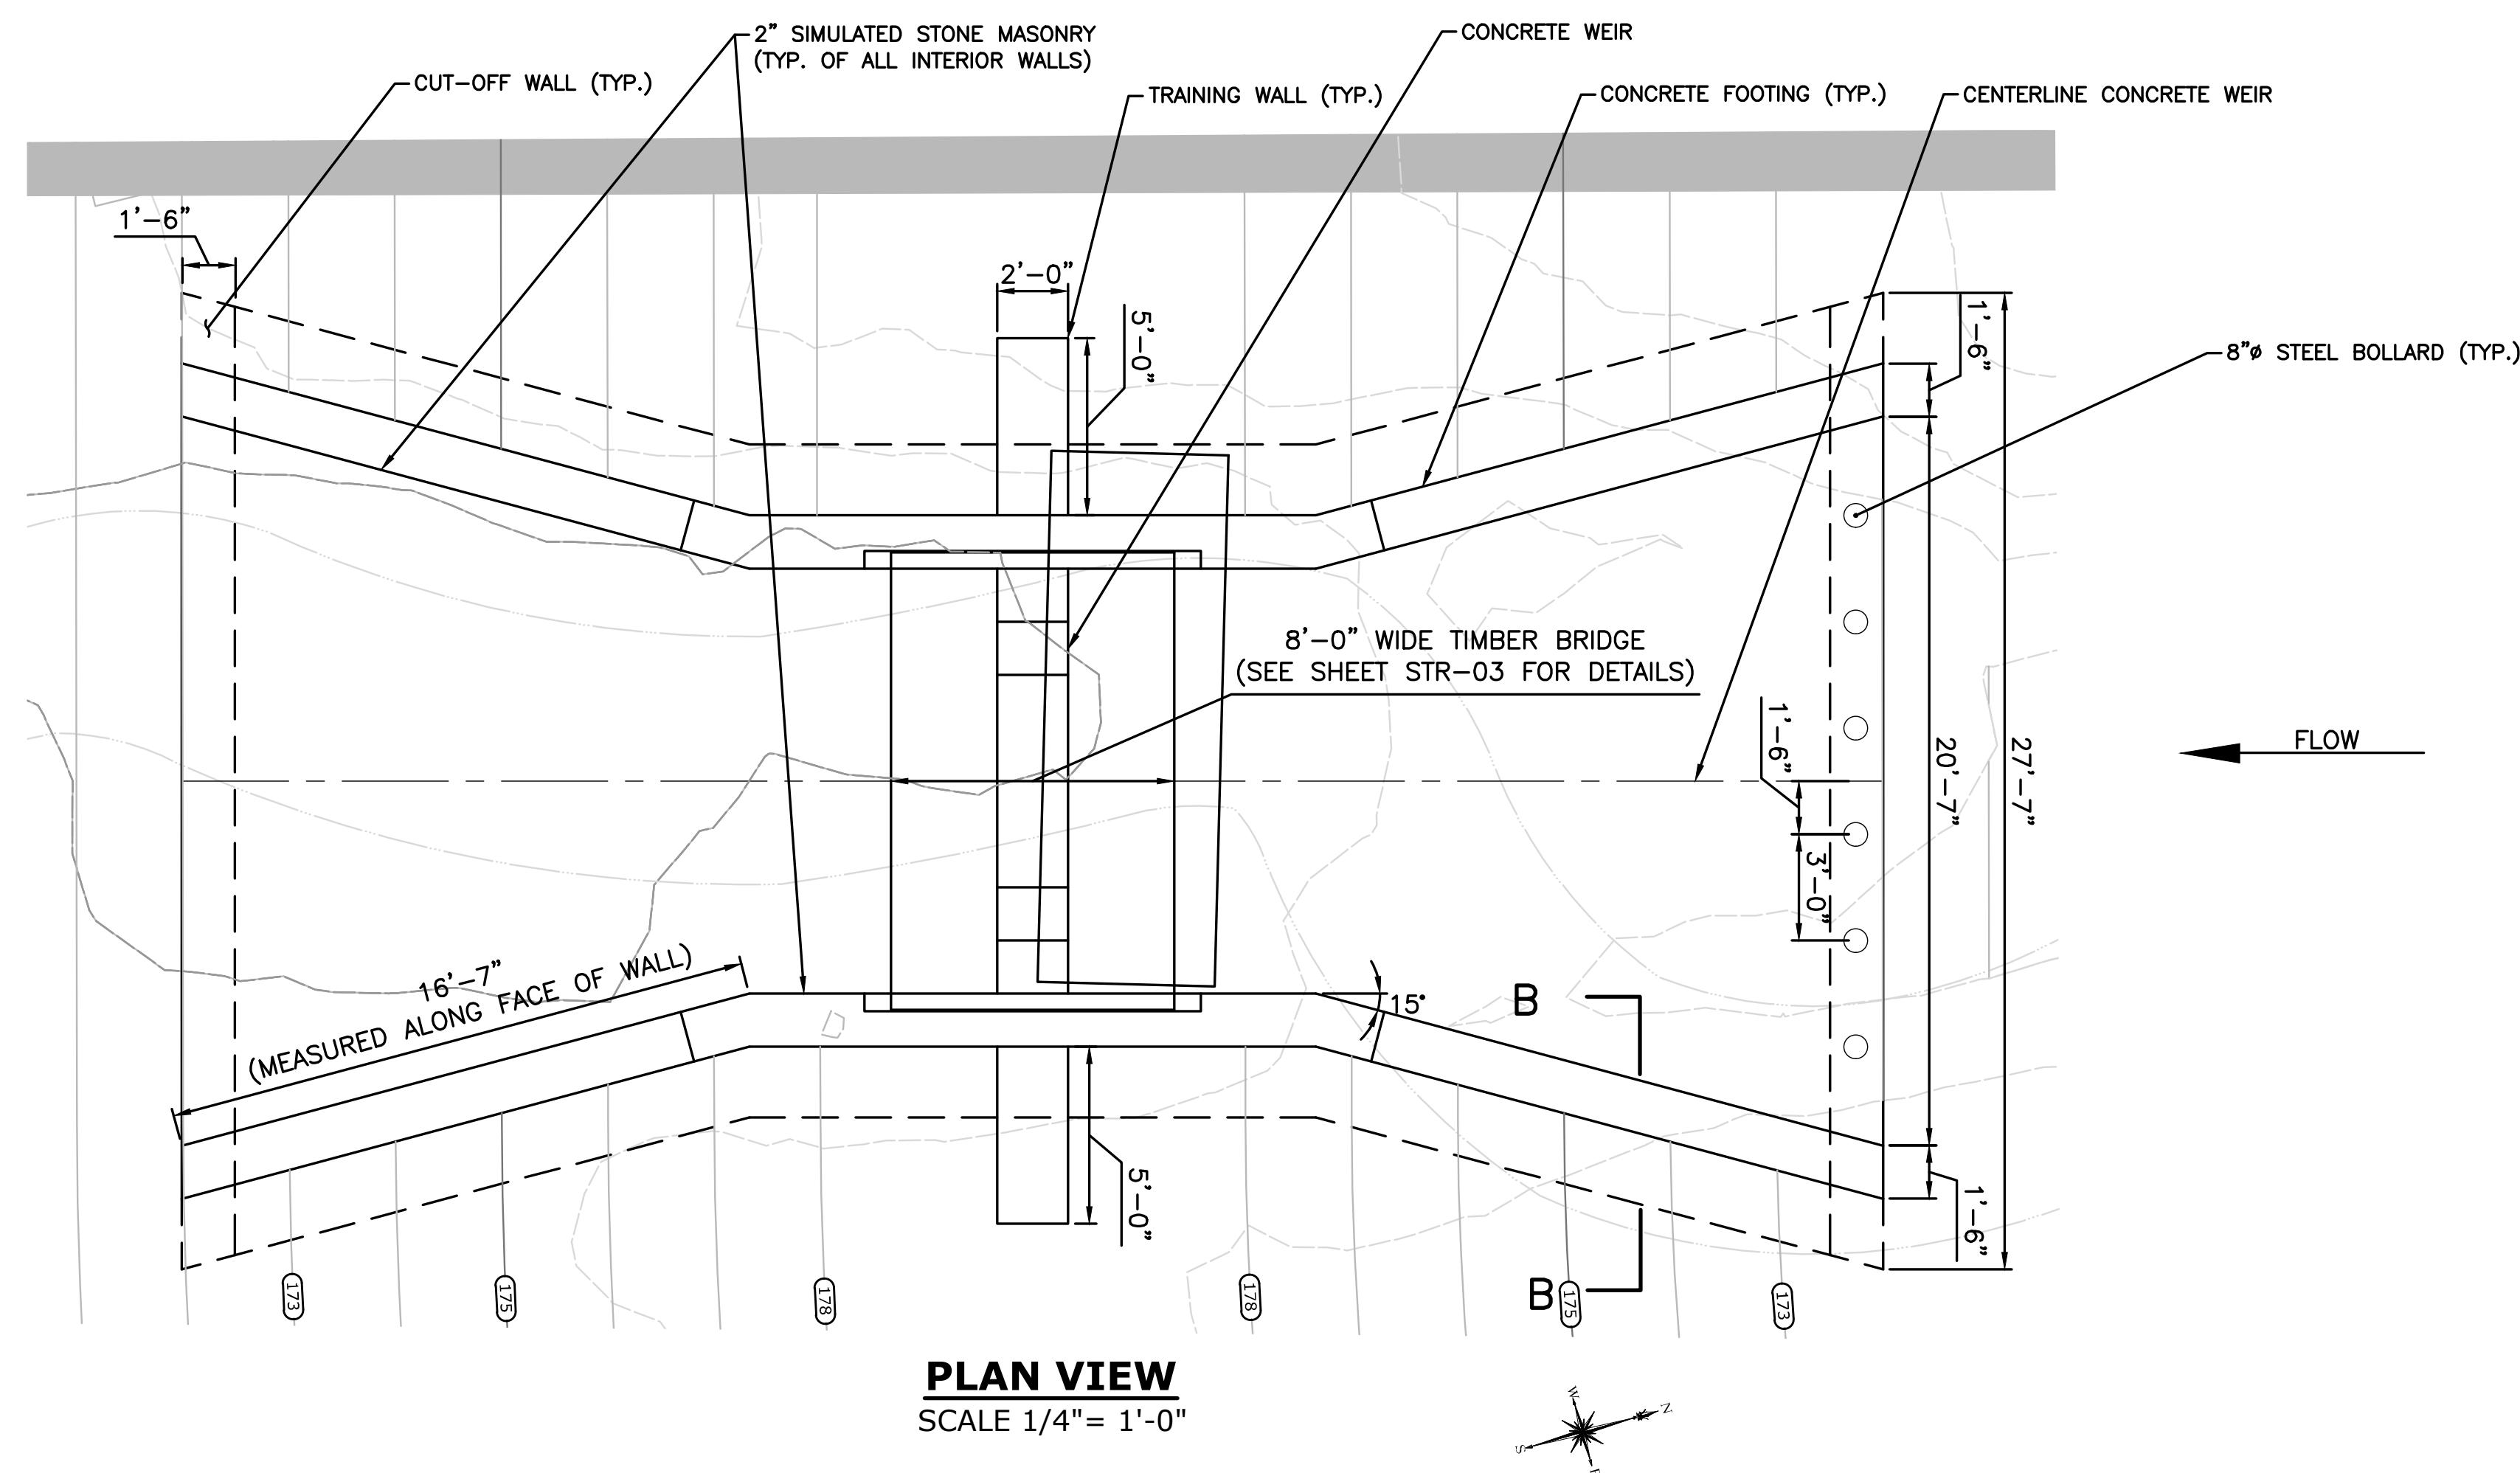 2" SIMULATED STONE MASONRY
(TYP. OF ALL INTERIOR WALLS)
CONCRETE WEIR
CUT-OFF WALL (TYP.)
TRAINING WALL (TYP.)
CONCRETE FOOTING (TYP.)
CENTERLINE CONCRETE WEIR
1'-6"
2'-0"
5'-0"
1'-6"
8"ø STEEL BOLLARD (TYP.)
8'-0" WIDE TIMBER BRIDGE
(SEE SHEET STR-03 FOR DETAILS)
1'-6"
20'-7"
27'-7"
FLOW
3'-0"
16'-7"
(MEASURED ALONG FACE OF WALL)
15°
B
5'-0"
1'-6"
B
173
175
178
178
175
173
PLAN VIEW
SCALE 1/4"= 1'-0"
W
N
S
E